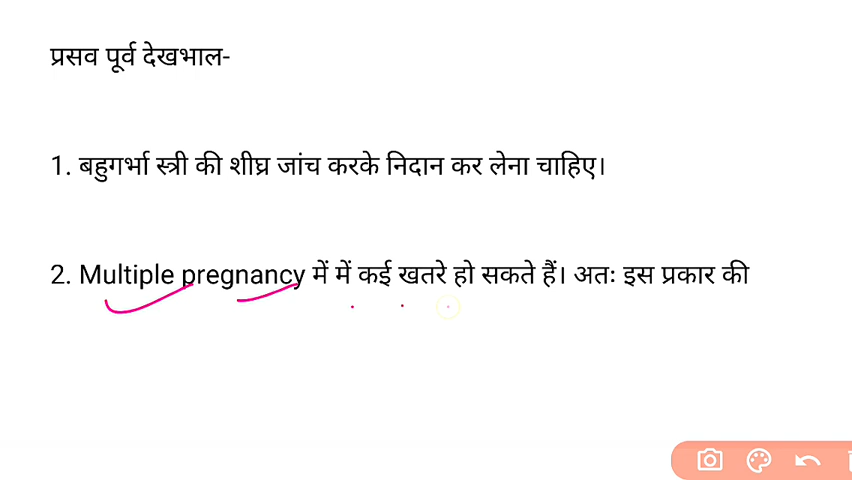 प्रसव पूर्व देखभाल-
1. बहुगर्भा स्त्री की शीघ्र जांच करके निदान कर लेना चाहिए।
2. Multiple pregnancy में में कई खतरे हो सकते हैं। अतः इस प्रकार की